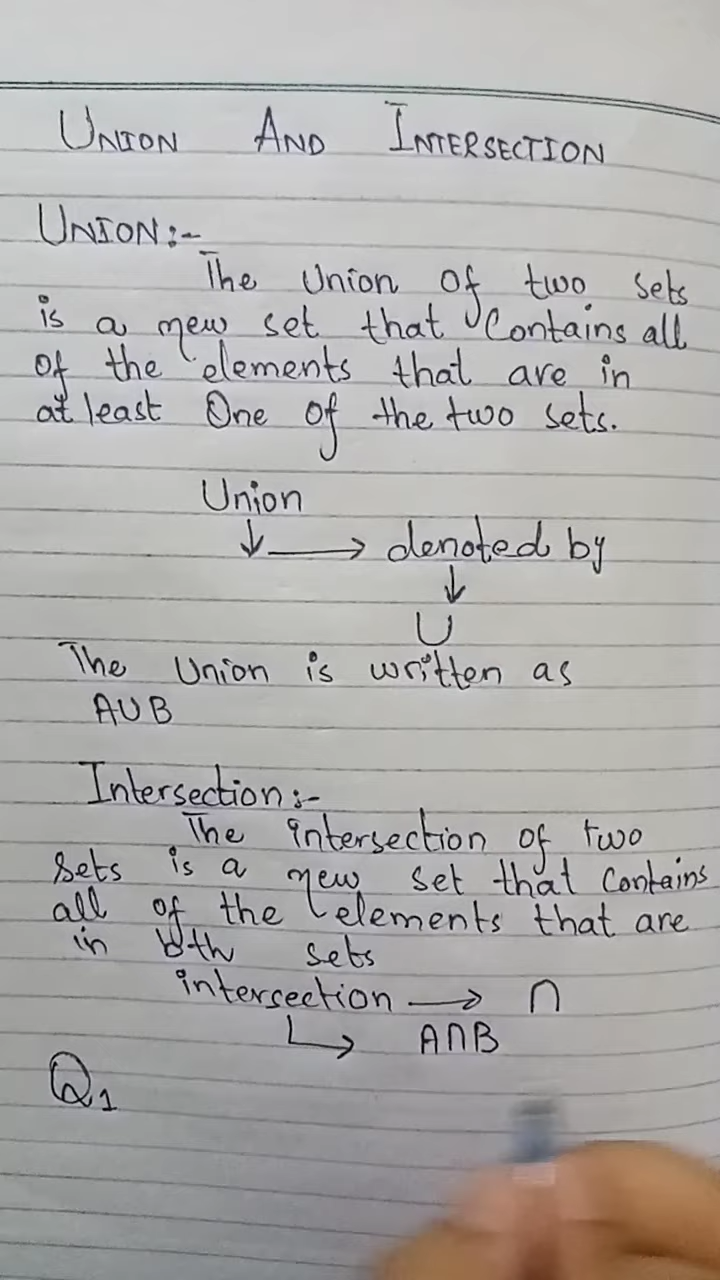 UNION AND INTERSECTION
UNION:-
The Union of two sets
is a new set that Contains all
of the elements that are in
at least One of the two sets.
Union
↓→ denoted by
↓
U
The Union is written as
A∪B
Intersection:-
The intersection of two
sets is a new set that contains
all of the elements that are
in both sets
intersection → ∩
↳ A∩B
Q1